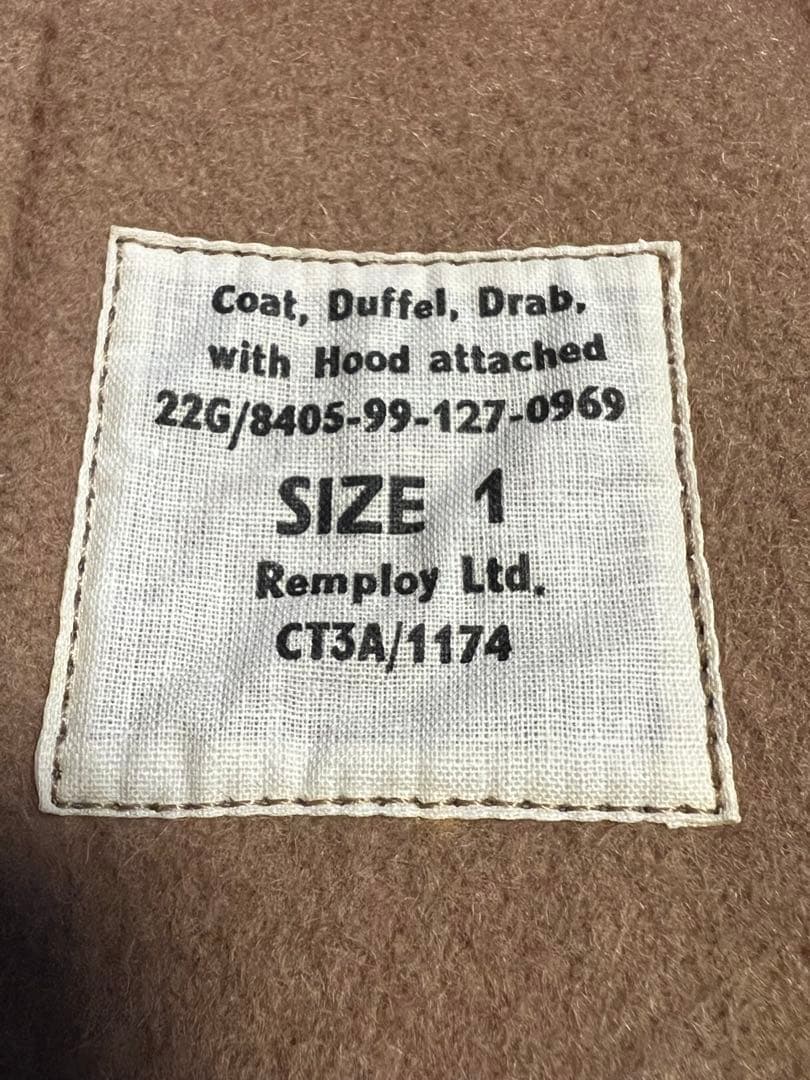 Coat, Duffel, Drab,
with Hood attached
22G/8405-99-127-0969
SIZE 1
Remploy Ltd.
CT3A/1174